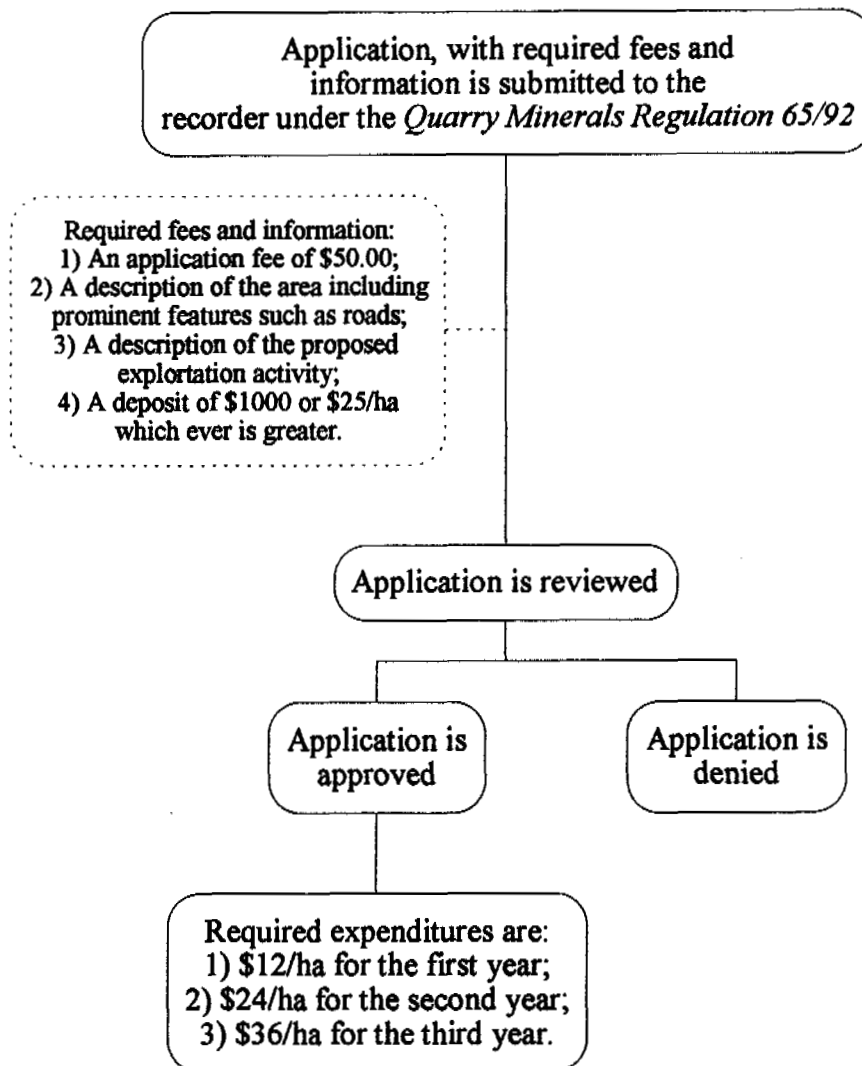 Application, with required fees and
information is submitted to the
recorder under the Quarry Minerals Regulation 65/92
Required fees and information:
1) An application fee of $50.00;
2) A description of the area including
prominent features such as roads;
3) A description of the proposed
explortation activity;
4) A deposit of $1000 or $25/ha
which ever is greater.
Application is reviewed
Application is
approved
Application is
denied
Required expenditures are:
1) $12/ha for the first year;
2) $24/ha for the second year;
3) $36/ha for the third year.